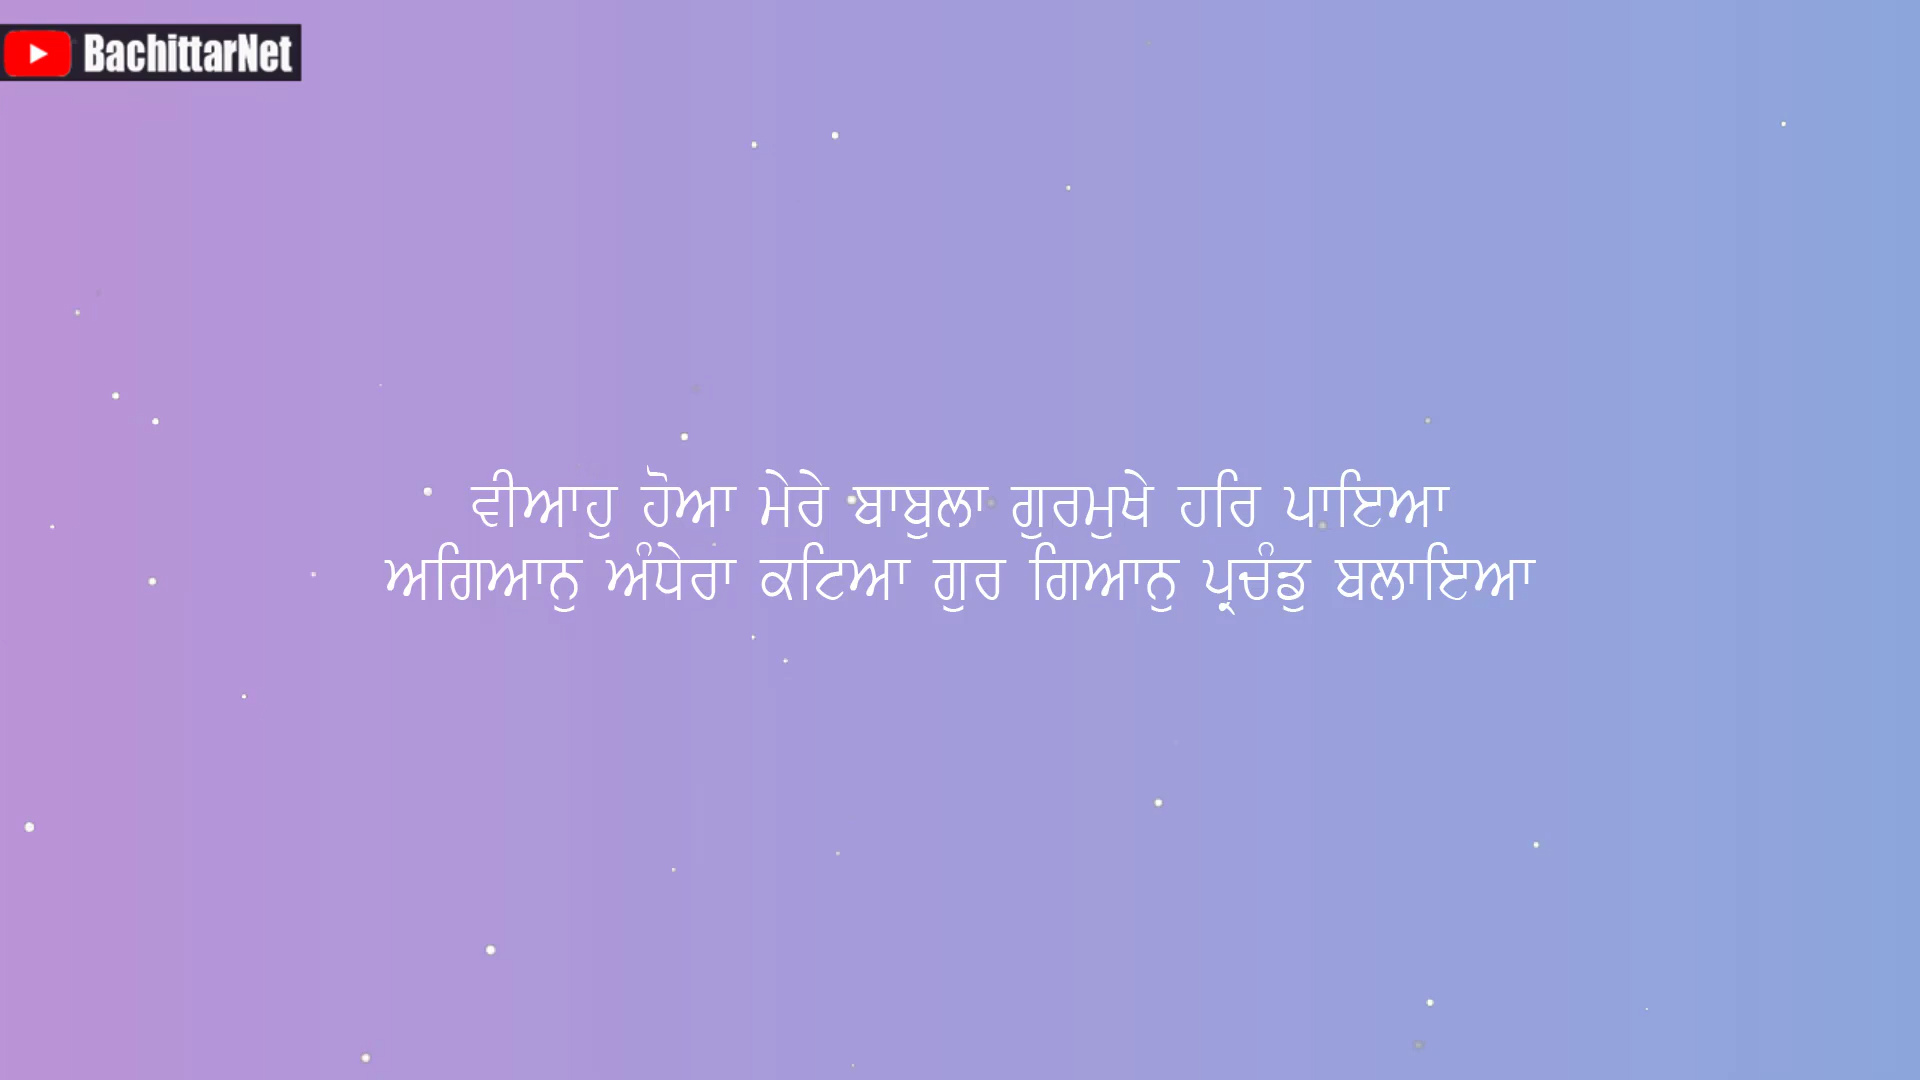 BachittarNet
ਵੀਆਹੁ ਹੋਆ ਮੇਰੇ ਬਾਬੁਲਾ ਗੁਰਮੁਖੇ ਹਰਿ ਪਾਇਆ
ਅਗਿਆਨੁ ਅੰਧੇਰਾ ਕਟਿਆ ਗੁਰ ਗਿਆਨੁ ਪ੍ਰਚੰਡੁ ਬਲਾਇਆ